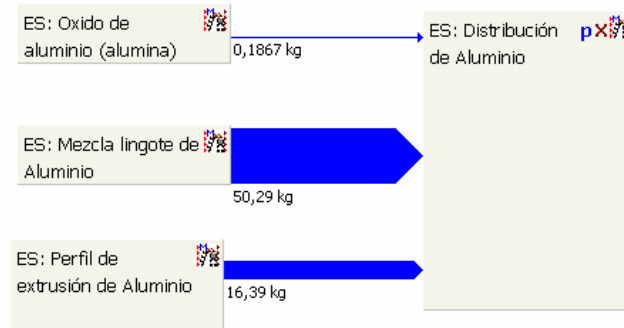 ES: Oxido de
aluminio (alumina)
0,1867 kg
ES: Distribución pX
de Aluminio
ES: Mezcla lingote de
Aluminio
50,29 kg
ES: Perfil de
extrusión de Aluminio
16,39 kg